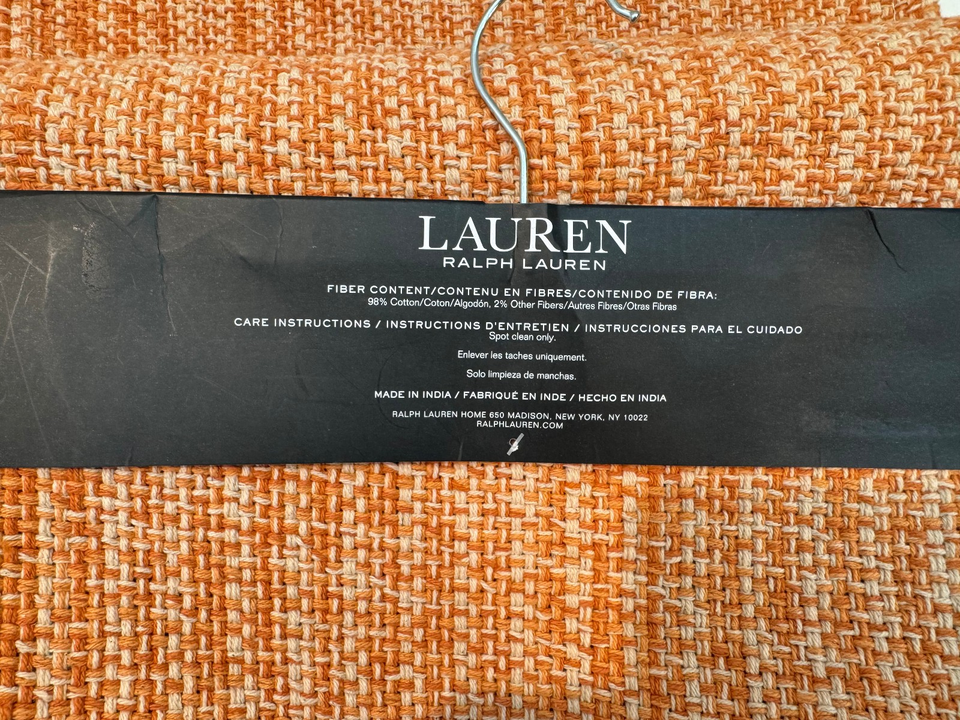 LAUREN
RALPH LAUREN
FIBER CONTENT/CONTENU EN FIBRES/CONTENIDO DE FIBRA:
98% Cotton/Coton/Algodón, 2% Other Fibers/Autres Fibres/Otras Fibras
CARE INSTRUCTIONS / INSTRUCTIONS D'ENTRETIEN / INSTRUCCIONES PARA EL CUIDADO
Spot clean only.
Enlever les taches uniquement.
Solo limpieza de manchas.
MADE IN INDIA / FABRIQUÉ EN INDE / HECHO EN INDIA
RALPH LAUREN HOME 650 MADISON, NEW YORK, NY 10022
RALPHLAUREN.COM